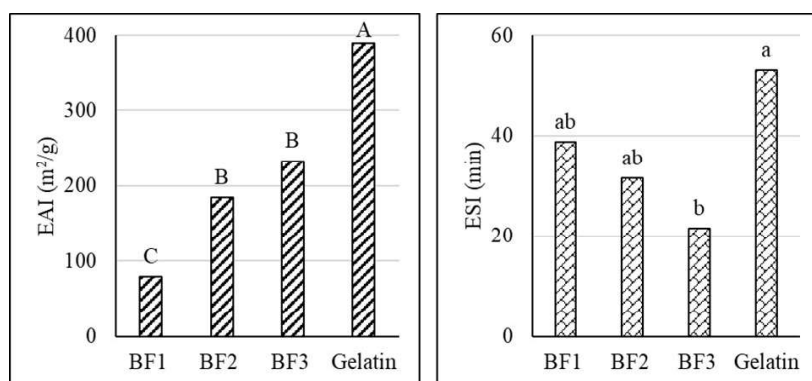 400
300
200
100
0
EAI (m²/g)
C
B
B
A
BF1 BF2 BF3 Gelatin
60
40
20
0
ESI (min)
ab
ab
b
a
BF1 BF2 BF3 Gelatin